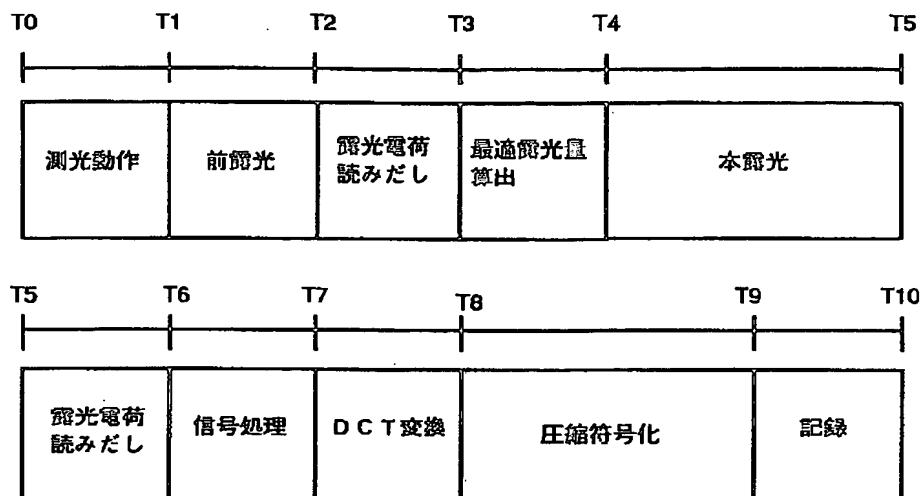 T0 T1 T2 T3 T4 T5
測光動作
前露光
露光電荷
読みだし
最適露光量
算出
本露光
T5 T6 T7 T8 T9 T10
露光電荷
読みだし
信号処理
DCT変換
圧縮符号化
記録